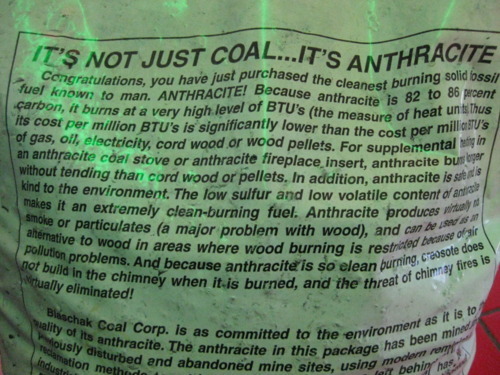 IT'S NOT JUST COAL...IT'S ANTHRACITE
Congratulations, you have just purchased the cleanest burning solid fossil
fuel known to man. ANTHRACITE! Because anthracite is 82 to 86 percent
carbon, it burns at a very high level of BTU's (the measure of heat units. Thus
its cost per million BTU's is significantly lower than the cost per million BTU's
of gas, oil, electricity, cord wood or wood pellets. For supplemental heating in
an anthracite coal stove or anthracite fireplace insert, anthracite burns longer
without tending than cord wood or pellets. In addition, anthracite is safe and is
kind to the environment. The low sulfur and low volatile content of anthracite
makes it an extremely clean-burning fuel. Anthracite produces virtually no
smoke or particulates (a major problem with wood), and can be used as an
alternative to wood in areas where wood burning is restricted because of air
pollution problems. And because anthracite is so clean burning, creosote does
not build in the chimney when it is burned, and the threat of chimney fires is
virtually eliminated!
Blaschak Coal Corp. is as committed to the environment as it is to
quality of its anthracite. The anthracite in this package has been mined
previously disturbed and abandoned mine sites, using modern
reclamation methods left behind has